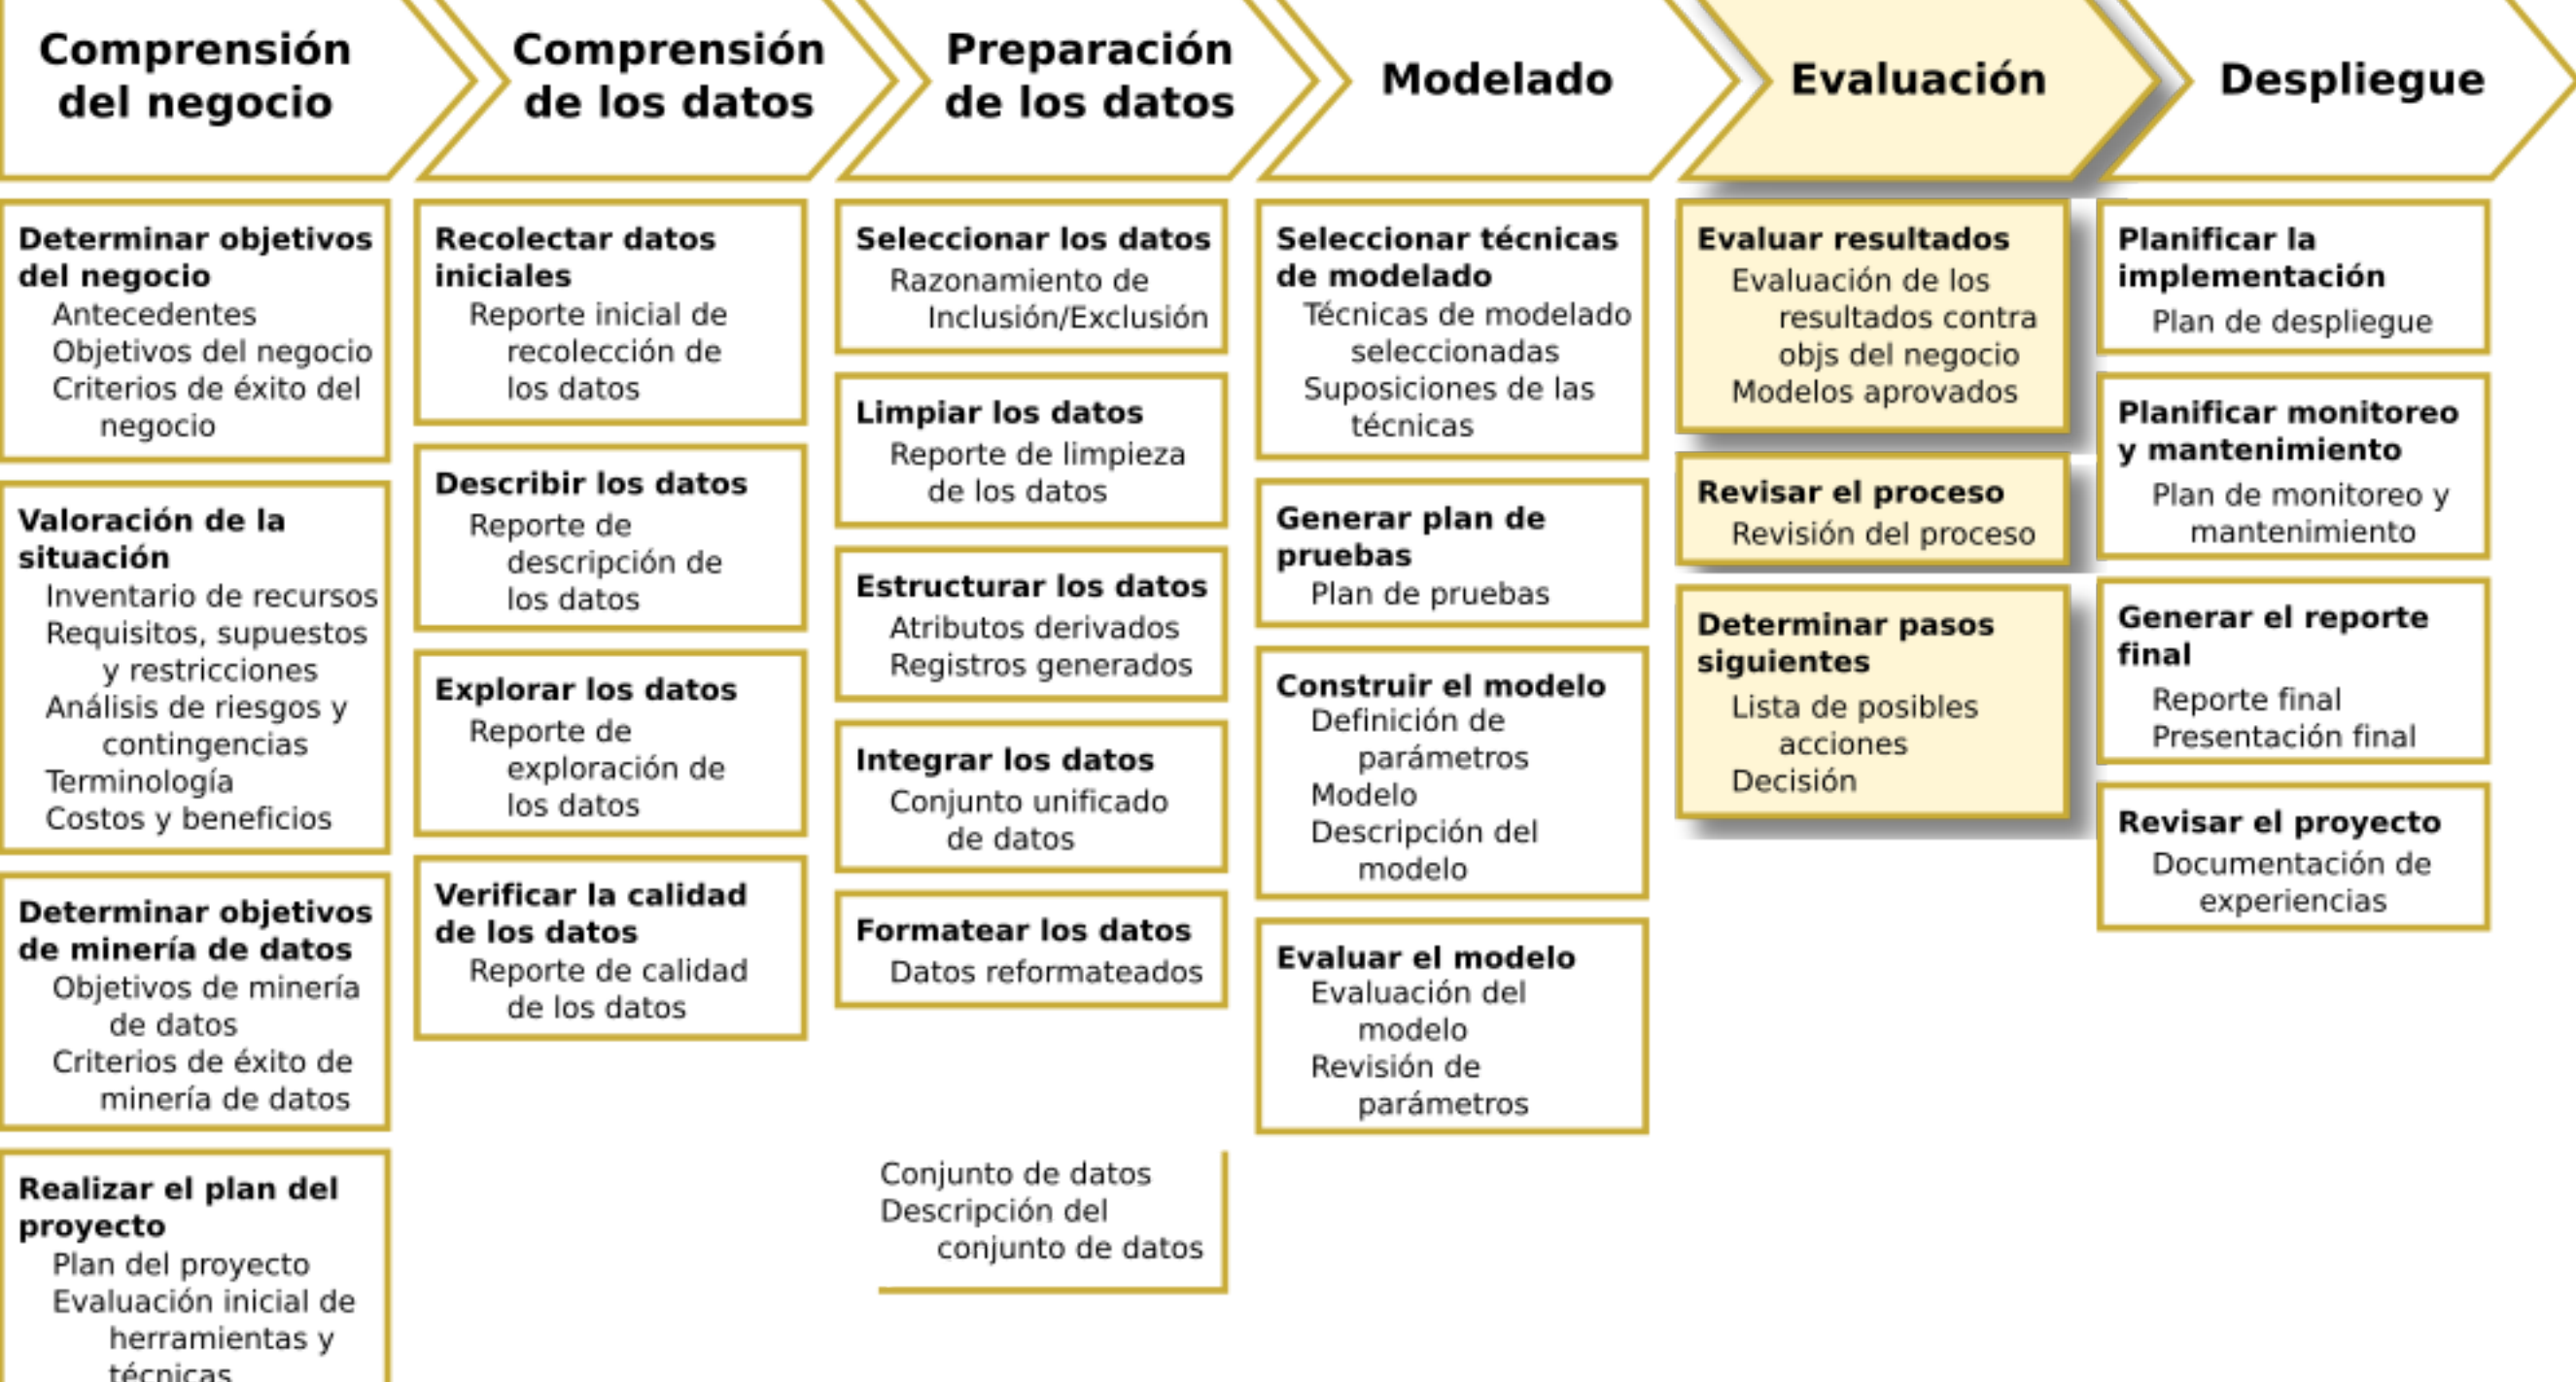 Comprensión
del negocio
Comprensión
de los datos
Preparación
de los datos
Modelado
Evaluación
Despliegue
Determinar objetivos
del negocio
Antecedentes
Objetivos del negocio
Criterios de éxito del
negocio
Valoración de la
situación
Inventario de recursos
Requisitos, supuestos
y restricciones
Análisis de riesgos y
contingencias
Terminología
Costos y beneficios
Determinar objetivos
de minería de datos
Objetivos de minería
de datos
Criterios de éxito de
minería de datos
Realizar el plan del
proyecto
Plan del proyecto
Evaluación inicial de
herramientas y
técnicas
Recolectar datos
iniciales
Reporte inicial de
recolección de
los datos
Describir los datos
Reporte de
descripción de
los datos
Explorar los datos
Reporte de
exploración de
los datos
Verificar la calidad
de los datos
Reporte de calidad
de los datos
Seleccionar los datos
Razonamiento de
Inclusión/Exclusión
Limpiar los datos
Reporte de limpieza
de los datos
Estructurar los datos
Atributos derivados
Registros generados
Integrar los datos
Conjunto unificado
de datos
Formatear los datos
Datos reformateados
Conjunto de datos
Descripción del
conjunto de datos
Seleccionar técnicas
de modelado
Técnicas de modelado
seleccionadas
Suposiciones de las
técnicas
Generar plan de
pruebas
Plan de pruebas
Construir el modelo
Definición de
parámetros
Modelo
Descripción del
modelo
Evaluar el modelo
Evaluación del
modelo
Revisión de
parámetros
Evaluar resultados
Evaluación de los
resultados contra
objs del negocio
Modelos aprovados
Revisar el proceso
Revisión del proceso
Determinar pasos
siguientes
Lista de posibles
acciones
Decisión
Planificar la
implementación
Plan de despliegue
Planificar monitoreo
y mantenimiento
Plan de monitoreo y
mantenimiento
Generar el reporte
final
Reporte final
Presentación final
Revisar el proyecto
Documentación de
experiencias